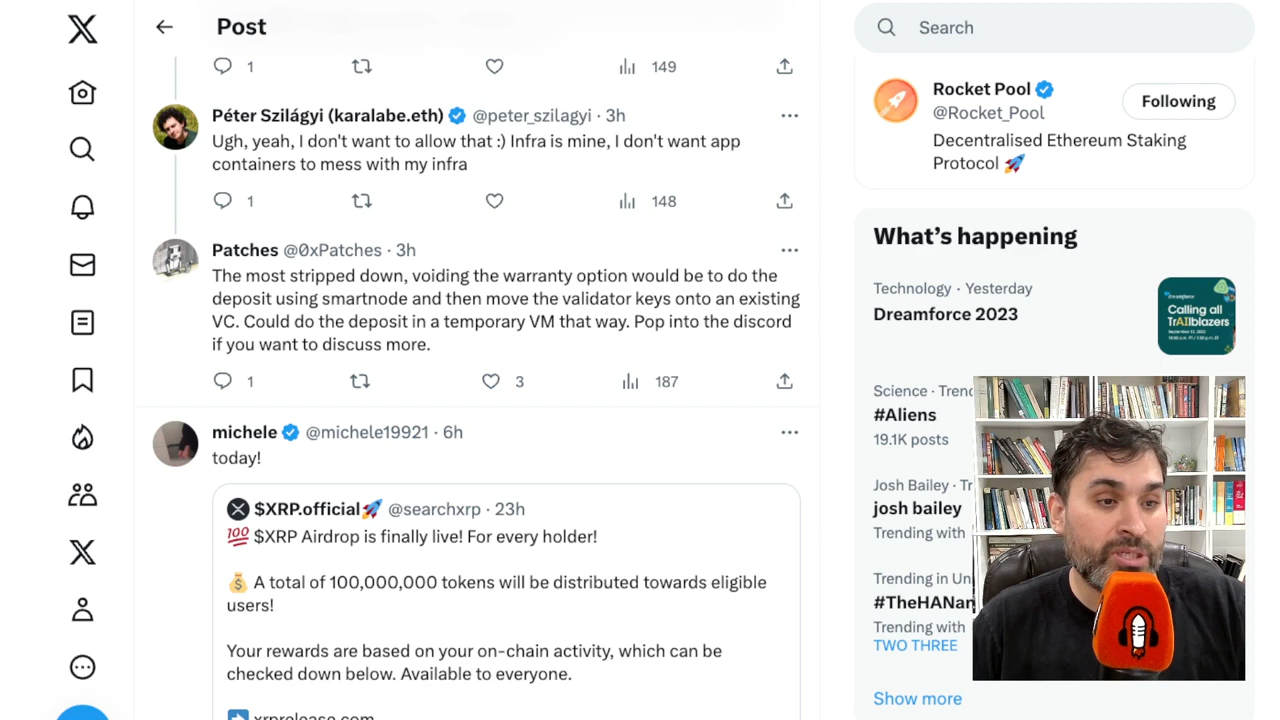 Post
Search
1
149
Péter Szilágyi (karalabe.eth) @peter_szilagyi · 3h
Ugh, yeah, I don't want to allow that :) Infra is mine, I don't want app
containers to mess with my infra
1
148
Patches @0xPatches · 3h
The most stripped down, voiding the warranty option would be to do the
deposit using smartnode and then move the validator keys onto an existing
VC. Could do the deposit in a temporary VM that way. Pop into the discord
if you want to discuss more.
1
3
187
michele @michele19921 · 6h
today!
$XRP.official🚀 @searchxrp · 23h
💯 $XRP Airdrop is finally live! For every holder!
💰 A total of 100,000,000 tokens will be distributed towards eligible
users!
Your rewards are based on your on-chain activity, which can be
checked down below. Available to everyone.
➡️ xrprelease.com
Rocket Pool
@Rocket_Pool
Following
Decentralised Ethereum Staking
Protocol 🚀
What's happening
Technology · Yesterday
Dreamforce 2023
Calling all
TrAIlblazers
Science · Trend
#Aliens
19.1K posts
Josh Bailey · Tr
josh bailey
Trending with
Trending in Un
#TheHANan
Trending with
TWO THREE
Show more